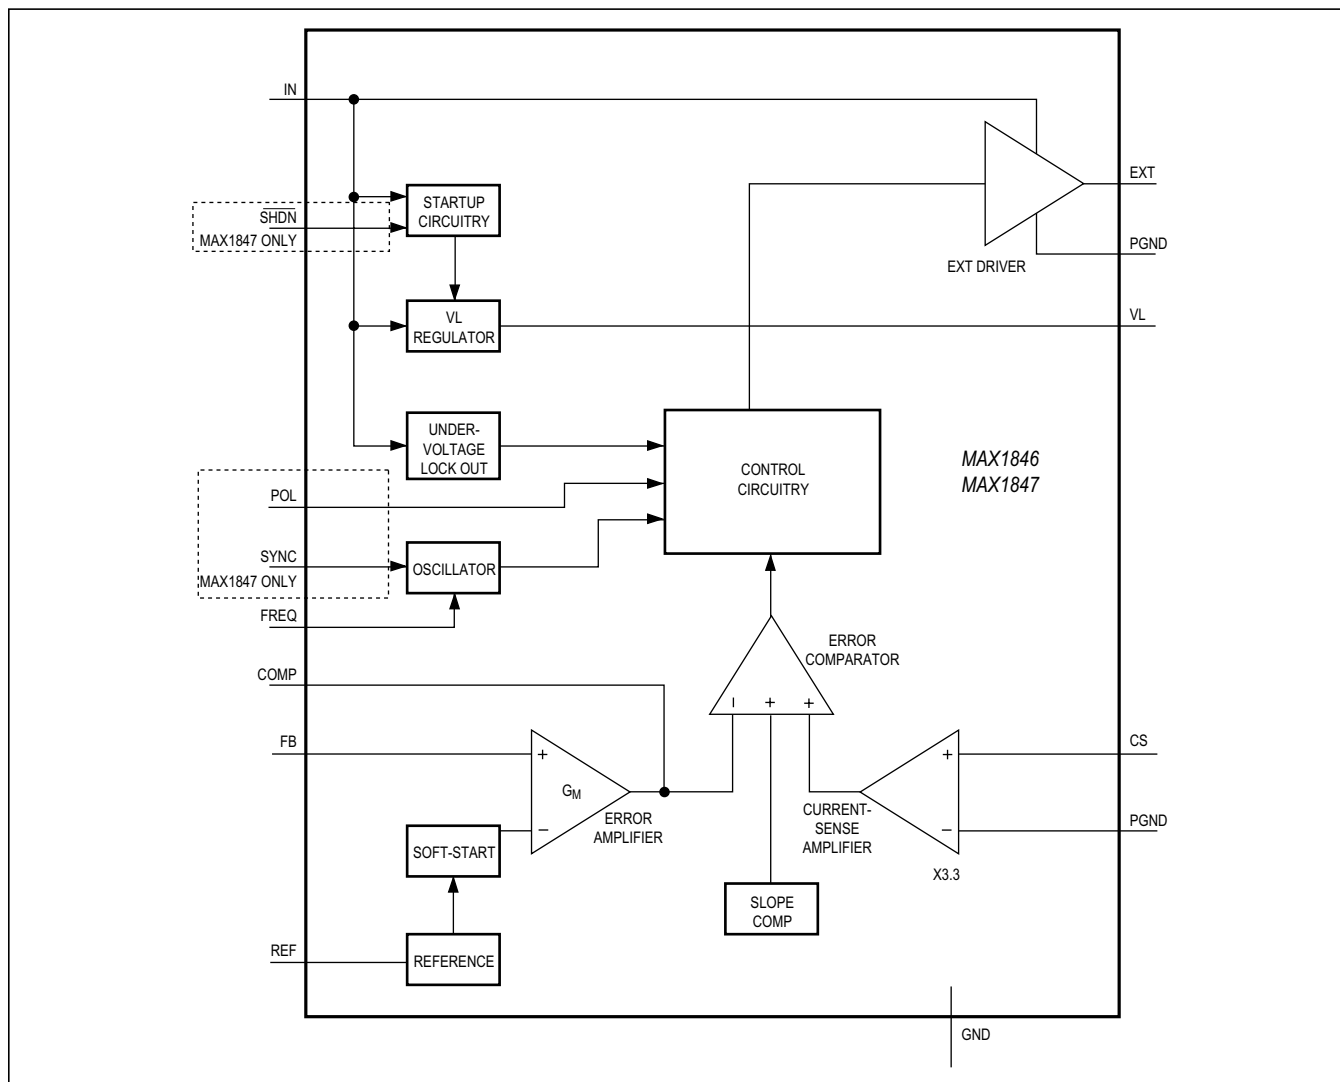 IN
STARTUP
CIRCUITRY
SHDN
MAX1847 ONLY
EXT
PGND
EXT DRIVER
VL
REGULATOR
VL
UNDER-
VOLTAGE
LOCK OUT
CONTROL
CIRCUITRY
MAX1846
MAX1847
POL
SYNC
MAX1847 ONLY
OSCILLATOR
FREQ
ERROR
COMPARATOR
COMP
− + +
FB
+
GM
−
ERROR
AMPLIFIER
CURRENT-
SENSE
AMPLIFIER
+
−
CS
PGND
X3.3
SOFT-START
SLOPE
COMP
REF
REFERENCE
GND